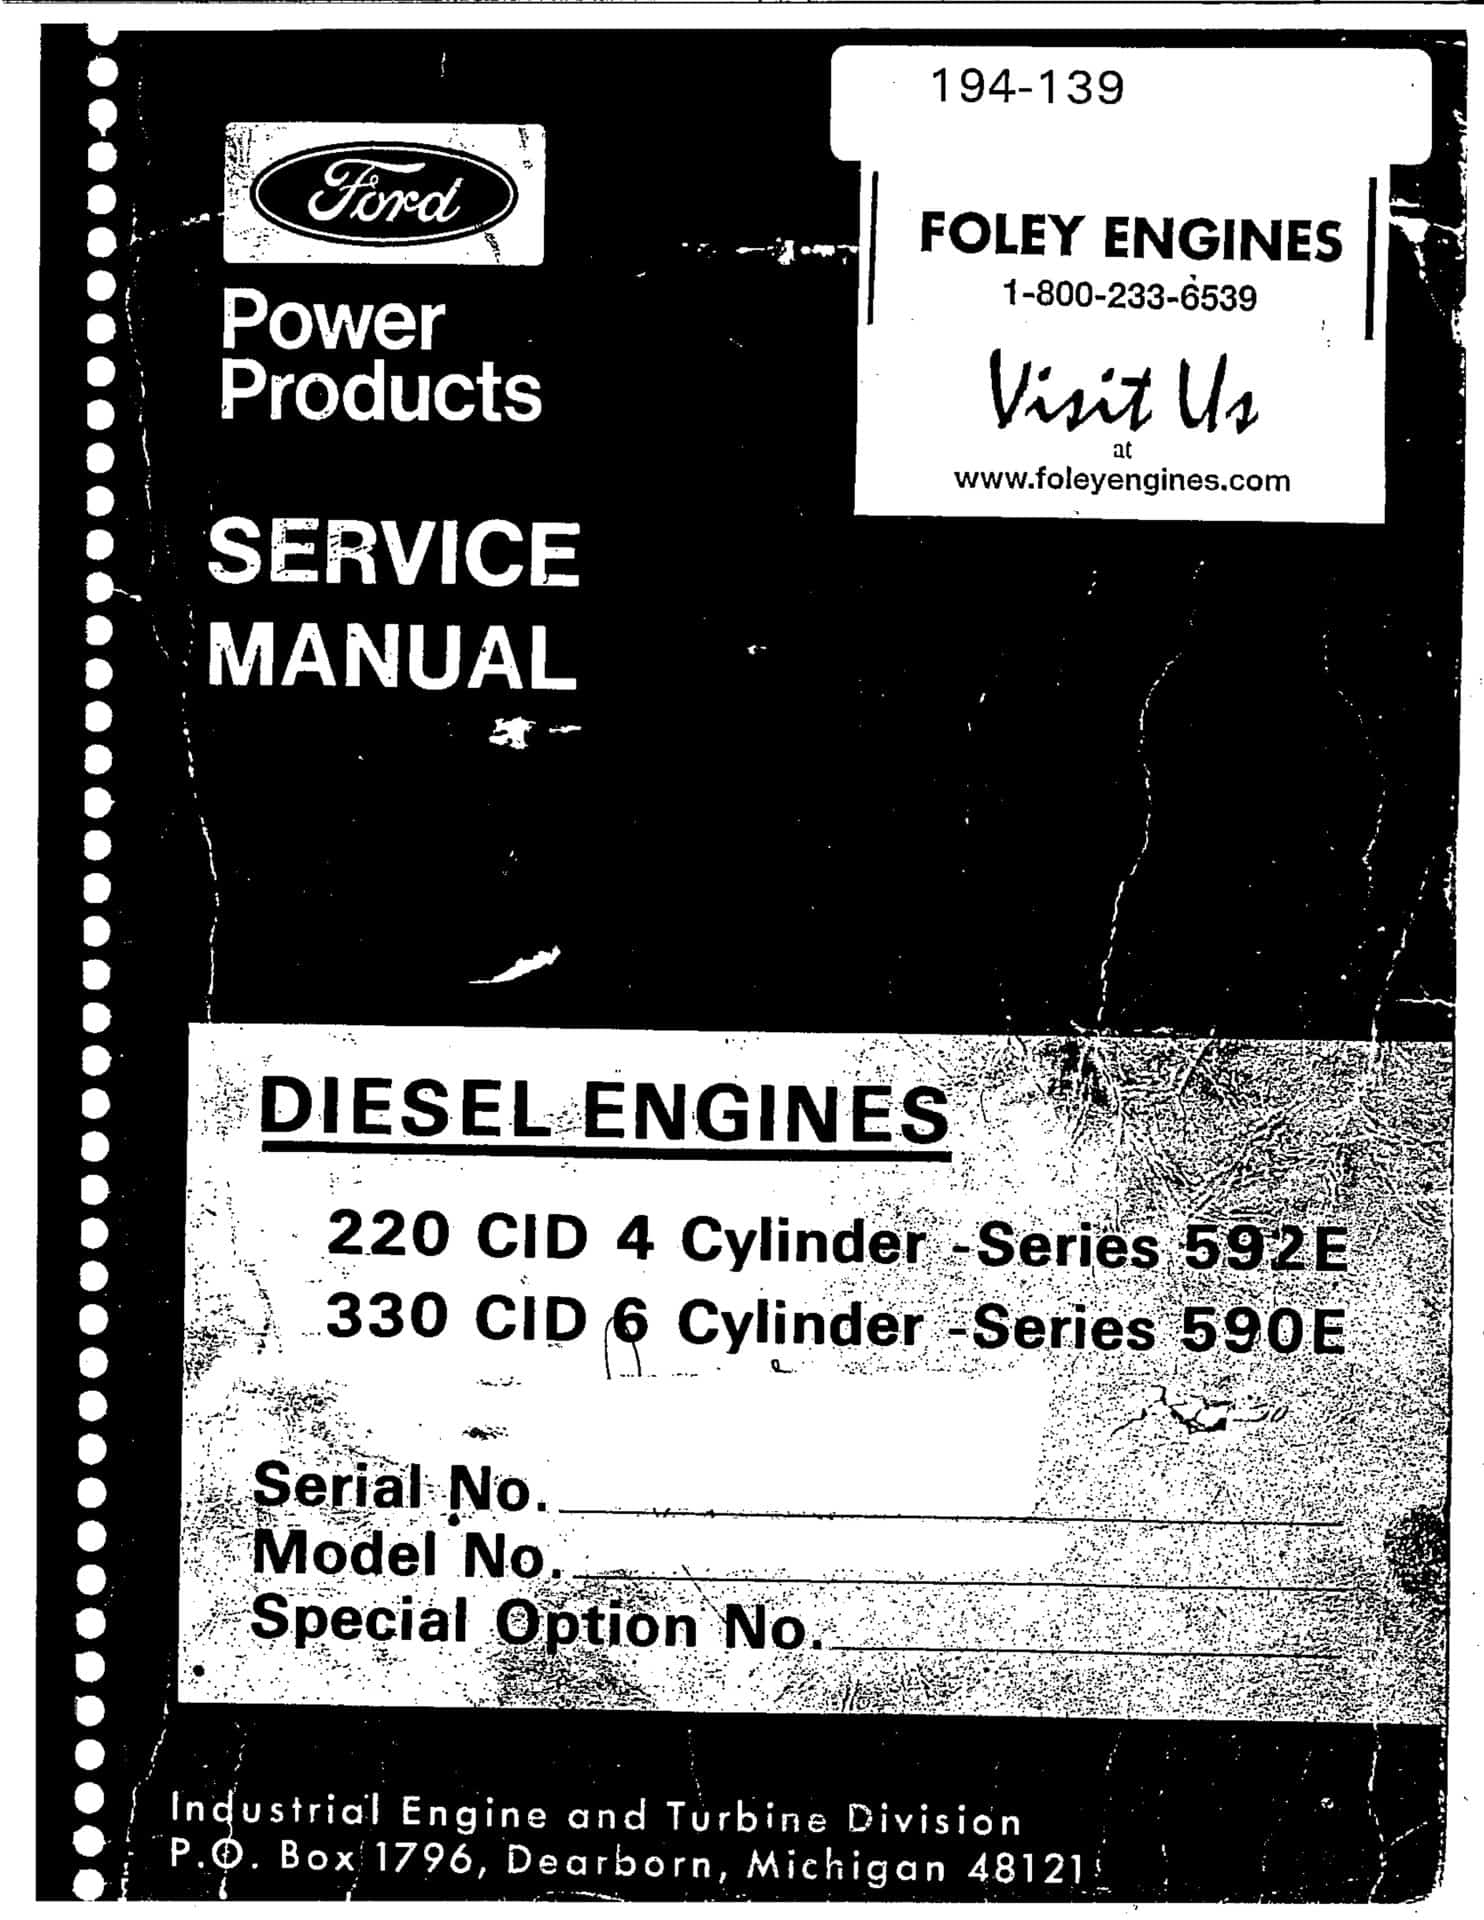 194-139
Ford
Power
Products
FOLEY ENGINES
1-800-233-6539
Visit Us
at
www.foleyengines.com
SERVICE
MANUAL
DIESEL ENGINES
220 CID 4 Cylinder -Series 592E
330 CID 6 Cylinder -Series 590E
Serial No.
Model No.
Special Option No.
Industrial Engine and Turbine Division
P.O. Box 1796, Dearborn, Michigan 48121